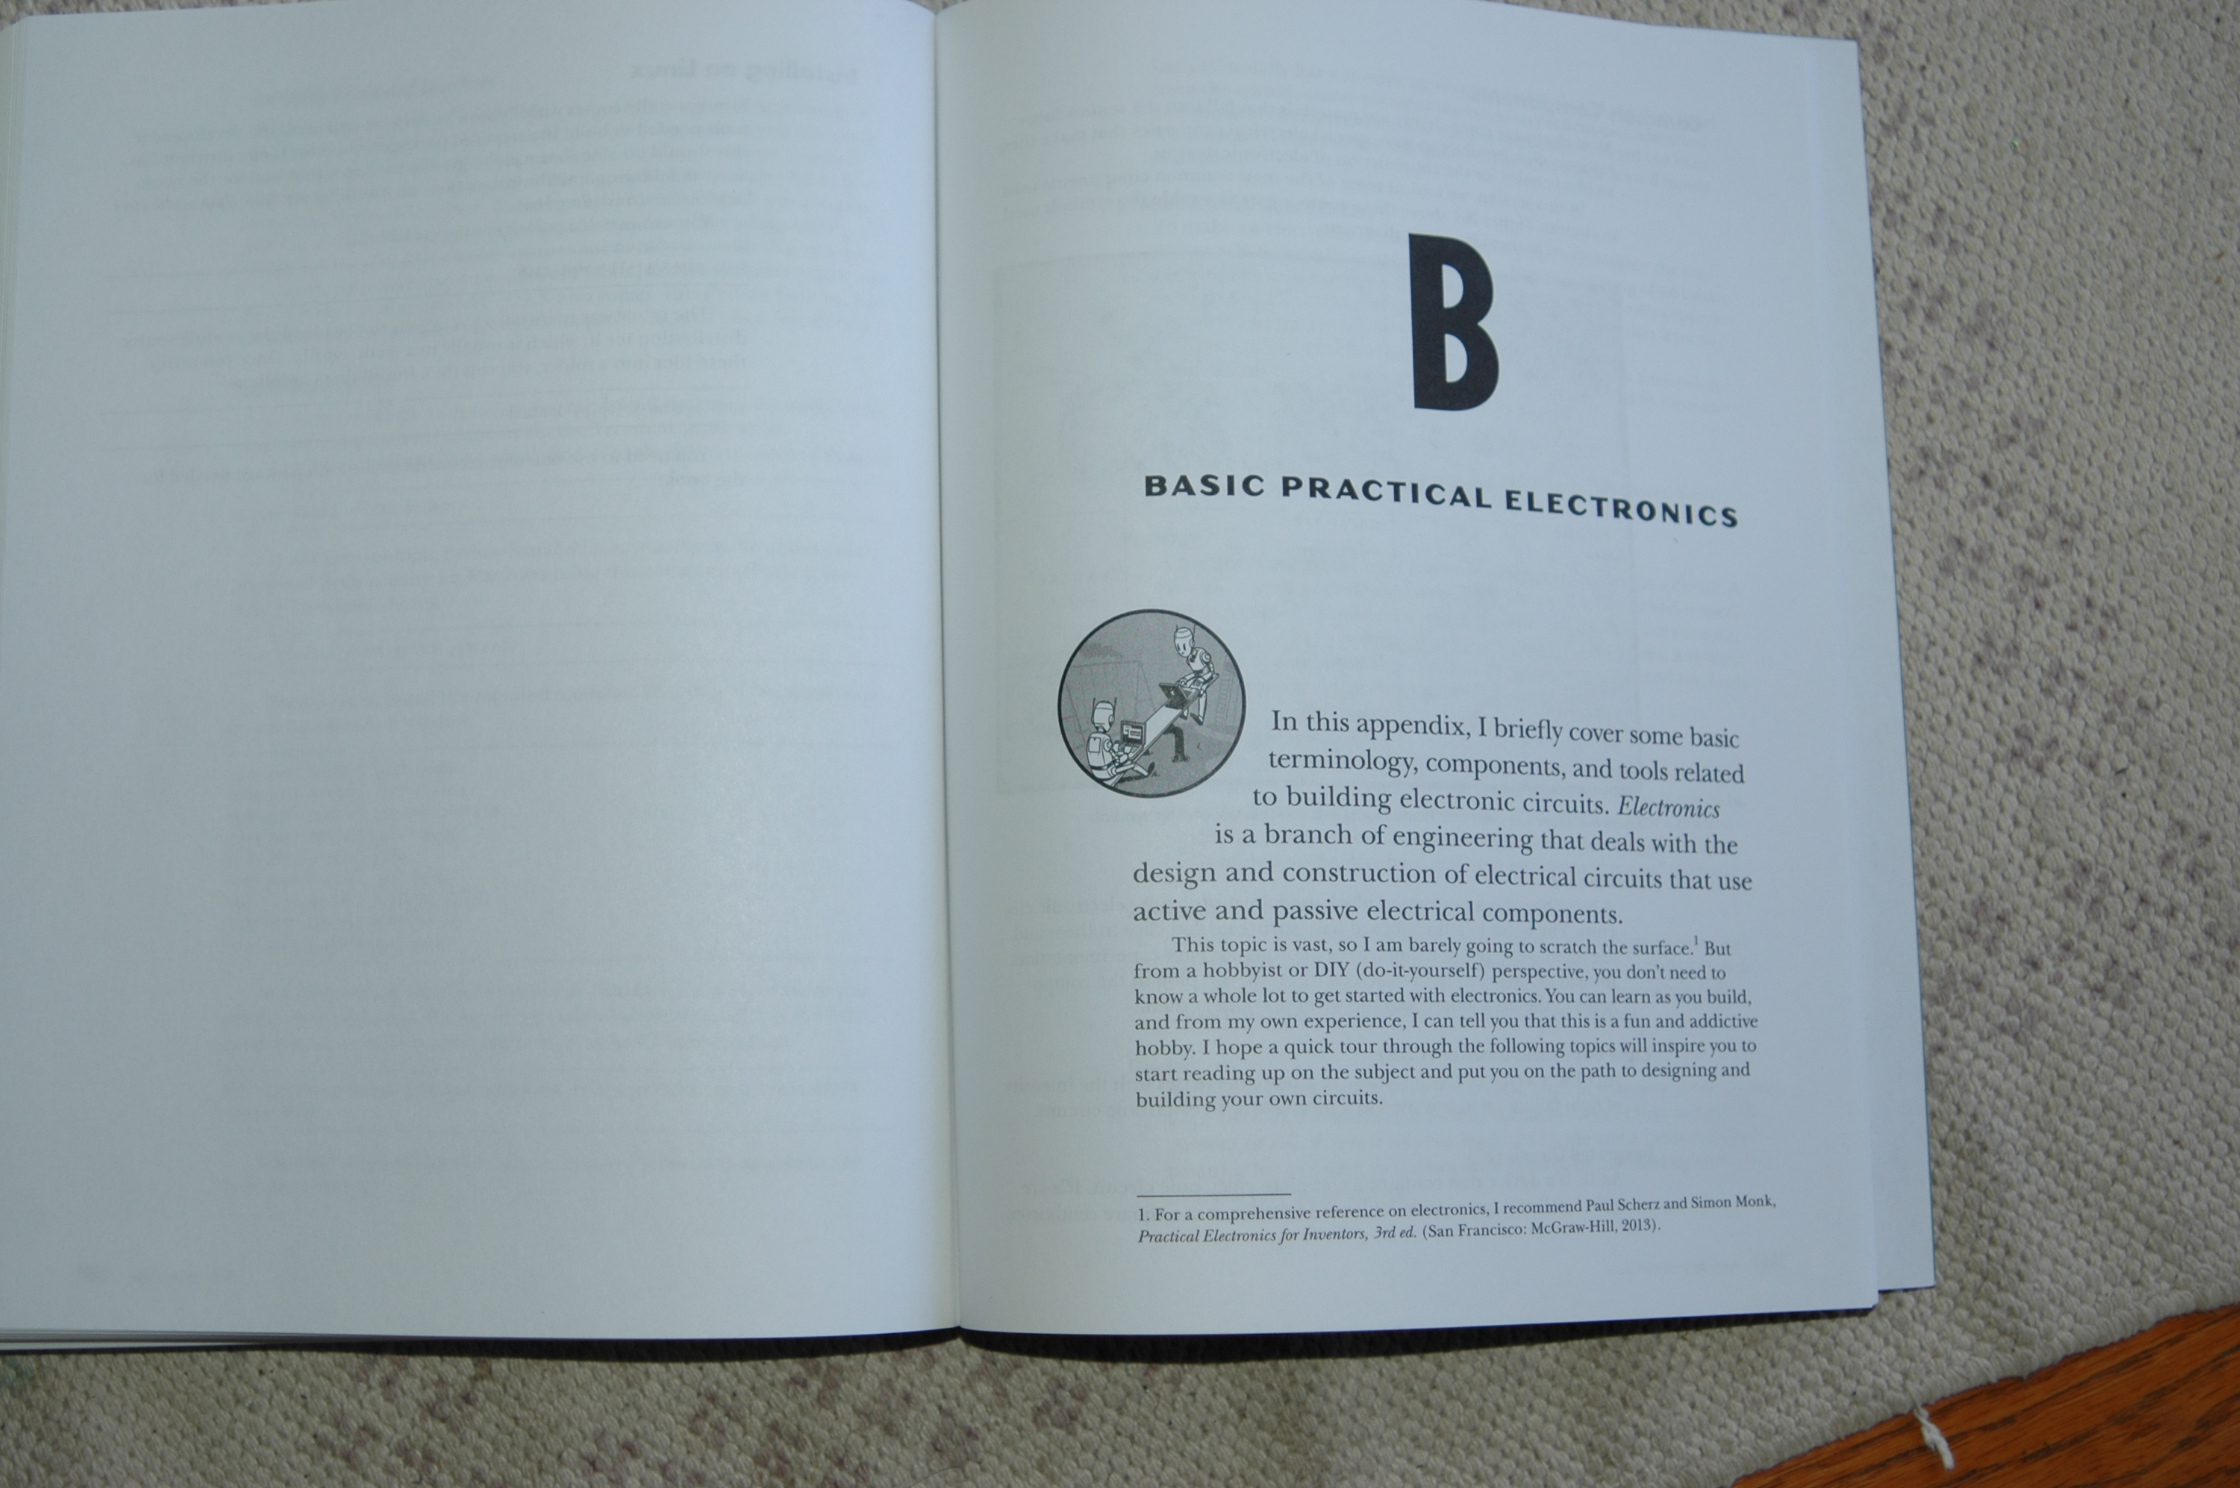 B
BASIC PRACTICAL ELECTRONICS
In this appendix, I briefly cover some basic
terminology, components, and tools related
to building electronic circuits. Electronics
is a branch of engineering that deals with the
design and construction of electrical circuits that use
active and passive electrical components.
This topic is vast, so I am barely going to scratch the surface.1 But
from a hobbyist or DIY (do-it-yourself) perspective, you don't need to
know a whole lot to get started with electronics. You can learn as you build,
and from my own experience, I can tell you that this is a fun and addictive
hobby. I hope a quick tour through the following topics will inspire you to
start reading up on the subject and put you on the path to designing and
building your own circuits.
1. For a comprehensive reference on electronics, I recommend Paul Scherz and Simon Monk,
Practical Electronics for Inventors, 3rd ed. (San Francisco: McGraw-Hill, 2013).